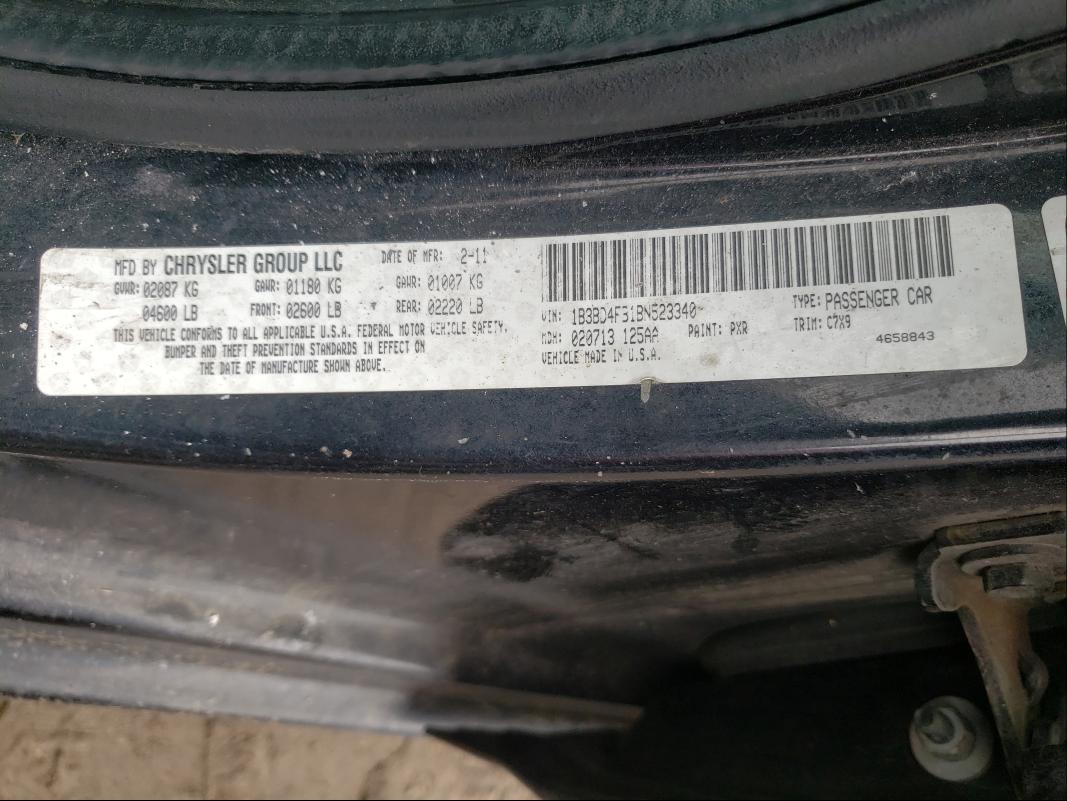 MFD BY CHRYSLER GROUP LLC DATE OF MFR: 2-11
GVWR: 02087 KG GAWR: 01180 KG GAWR: 01007 KG
04600 LB FRONT: 02600 LB REAR: 02220 LB
THIS VEHICLE CONFORMS TO ALL APPLICABLE U.S.A. FEDERAL MOTOR VEHICLE SAFETY,
BUMPER AND THEFT PREVENTION STANDARDS IN EFFECT ON
THE DATE OF MANUFACTURE SHOWN ABOVE.
VIN: 1B3BD4FB1BN523340 TYPE: PASSENGER CAR
MDH: 020713 125AA PAINT: PXR TRIM: C7X9
VEHICLE MADE IN U.S.A. 4658843